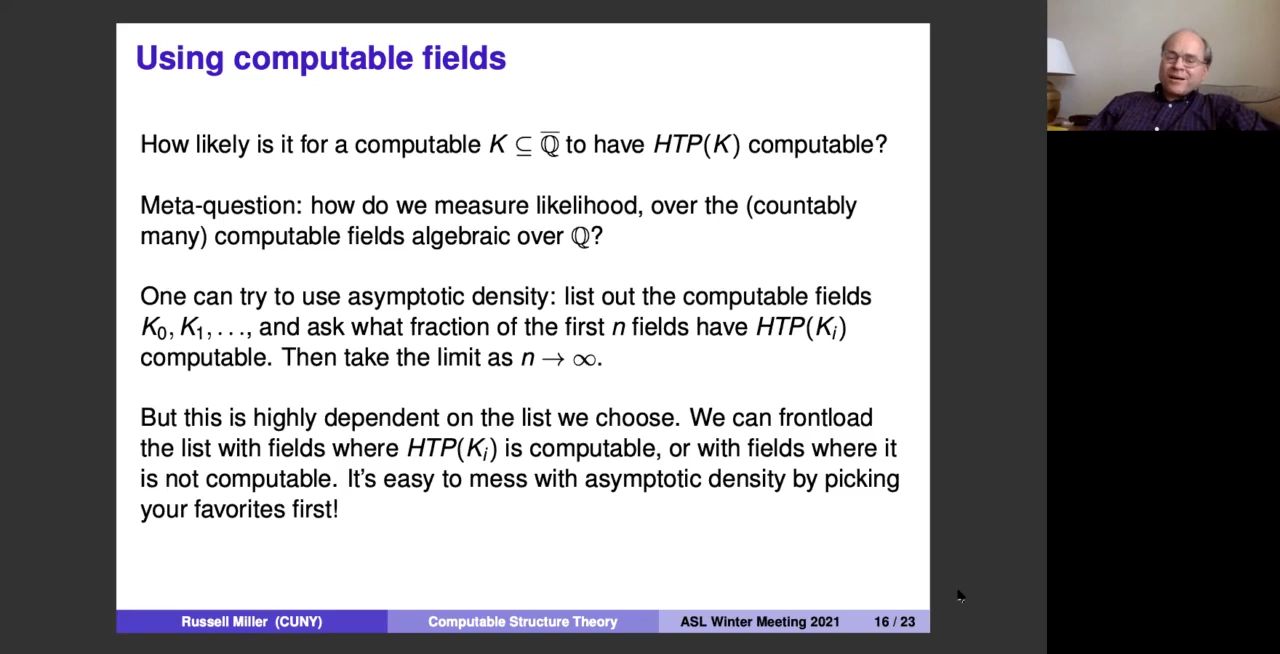 Using computable fields
How likely is it for a computable K ⊆ ℚ̅ to have HTP(K) computable?
Meta-question: how do we measure likelihood, over the (countably
many) computable fields algebraic over ℚ?
One can try to use asymptotic density: list out the computable fields
K₀, K₁, . . ., and ask what fraction of the first n fields have HTP(Kᵢ)
computable. Then take the limit as n → ∞.
But this is highly dependent on the list we choose. We can frontload
the list with fields where HTP(Kᵢ) is computable, or with fields where it
is not computable. It's easy to mess with asymptotic density by picking
your favorites first!
Russell Miller (CUNY) Computable Structure Theory ASL Winter Meeting 2021 16 / 23